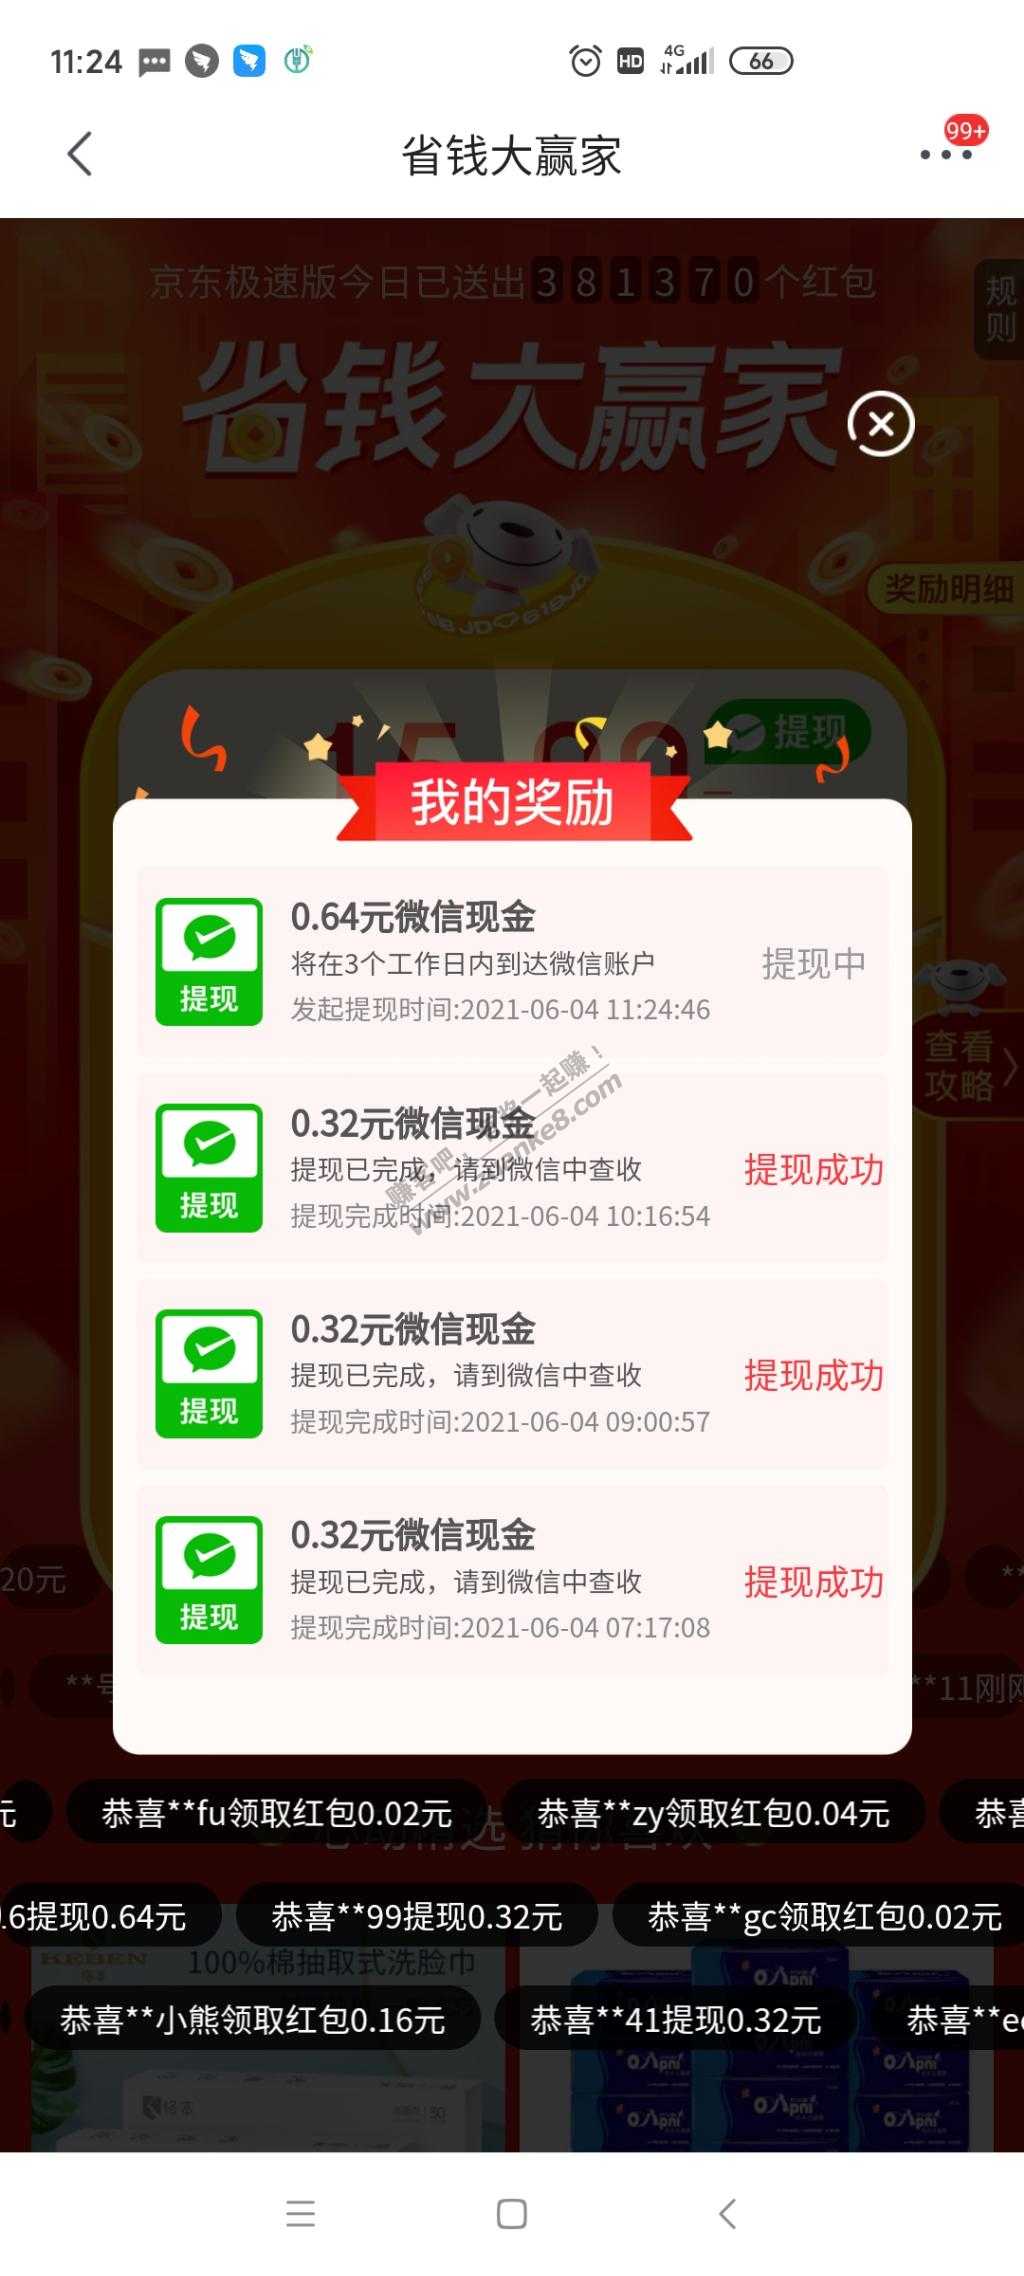 11:24
HD 4G 66
省钱大赢家
99+
京东极速版今日已送出381370个红包
规则
省钱大赢家
奖励明细
提现
我的奖励
0.64元微信现金
将在3个工作日内到达微信账户
提现中
发起提现时间:2021-06-04 11:24:46
提现
0.32元微信现金
提现已完成，请到微信中查收
提现成功
提现完成时间:2021-06-04 10:16:54
提现
0.32元微信现金
提现已完成，请到微信中查收
提现成功
提现完成时间:2021-06-04 09:00:57
提现
0.32元微信现金
提现已完成，请到微信中查收
提现成功
提现完成时间:2021-06-04 07:17:08
提现
查看
攻略
www.zuanke8.com
20元
**号
**11刚刚
元
恭喜**fu领取红包0.02元
恭喜**zy领取红包0.04元
恭喜
.6提现0.64元
恭喜**99提现0.32元
恭喜**gc领取红包0.02元
KEBEN
100%棉抽取式洗脸巾
恭喜**小熊领取红包0.16元
恭喜**41提现0.32元
恭喜**e